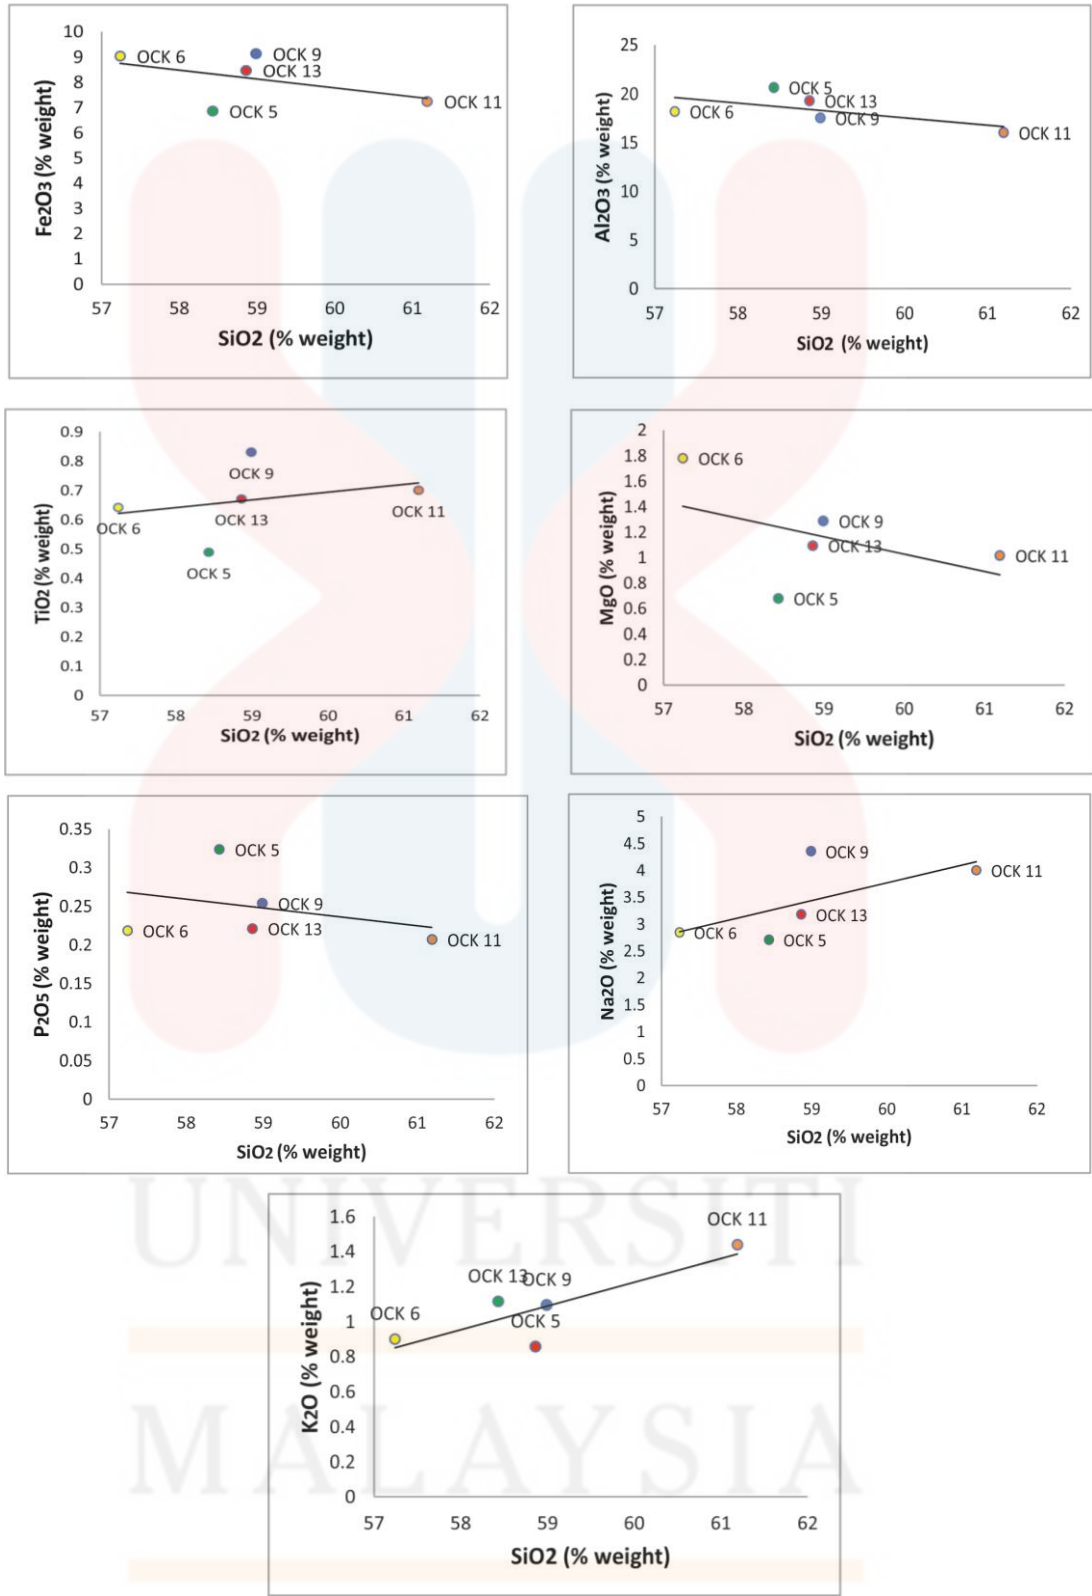 Fe2O3 (% weight)
10
9
8
7
6
5
4
3
2
1
0
OCK 6
OCK 9
OCK 13
OCK 5
OCK 11
57 58 59 60 61 62
SiO2 (% weight)
Al2O3 (% weight)
25
20
15
10
5
0
OCK 5
OCK 13
OCK 6
OCK 9
OCK 11
57 58 59 60 61 62
SiO2 (% weight)
TiO2 (% weight)
0.9
0.8
0.7
0.6
0.5
0.4
0.3
0.2
0.1
0
OCK 9
OCK 11
OCK 13
OCK 6
OCK 5
57 58 59 60 61 62
SiO2 (% weight)
MgO (% weight)
2
1.8
1.6
1.4
1.2
1
0.8
0.6
0.4
0.2
0
OCK 6
OCK 9
OCK 13
OCK 11
OCK 5
57 58 59 60 61 62
SiO2 (% weight)
P2O5 (% weight)
0.35
0.3
0.25
0.2
0.15
0.1
0.05
0
OCK 5
OCK 9
OCK 6
OCK 13
OCK 11
57 58 59 60 61 62
SiO2 (% weight)
Na2O (% weight)
5
4.5
4
3.5
3
2.5
2
1.5
1
0.5
0
OCK 9
OCK 11
OCK 13
OCK 6
OCK 5
57 58 59 60 61 62
SiO2 (% weight)
K2O (% weight)
1.6
1.4
1.2
1
0.8
0.6
0.4
0.2
0
OCK 11
OCK 13
OCK 9
OCK 6
OCK 5
57 58 59 60 61 62
SiO2 (% weight)
UNIVERSITI
MALAYSIA